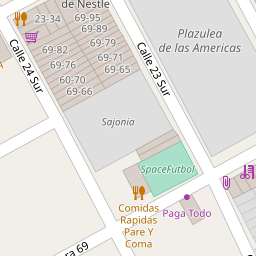 de Nestle
23-34
69-95
69-89
69-82
69-79
69-76
69-71
69-65
60-70
69-66
Calle 24 Sur
Calle 23 Sur
Plazulea
de las Americas
Sajonia
SpaceFutbol
Comidas
Rapidas
Pare Y
Coma
Paga Todo
ra 69